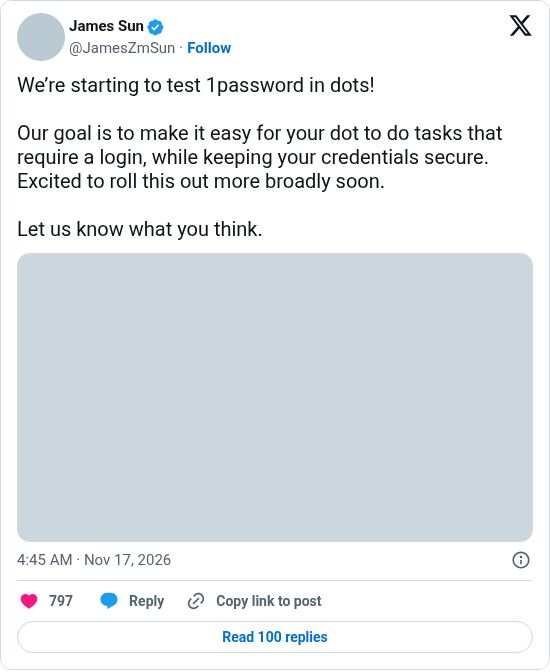 James Sun
@JamesZmSun · Follow
We’re starting to test 1password in dots!
Our goal is to make it easy for your dot to do tasks that
require a login, while keeping your credentials secure.
Excited to roll this out more broadly soon.
Let us know what you think.
4:45 AM · Nov 17, 2026
797 Reply Copy link to post
Read 100 replies